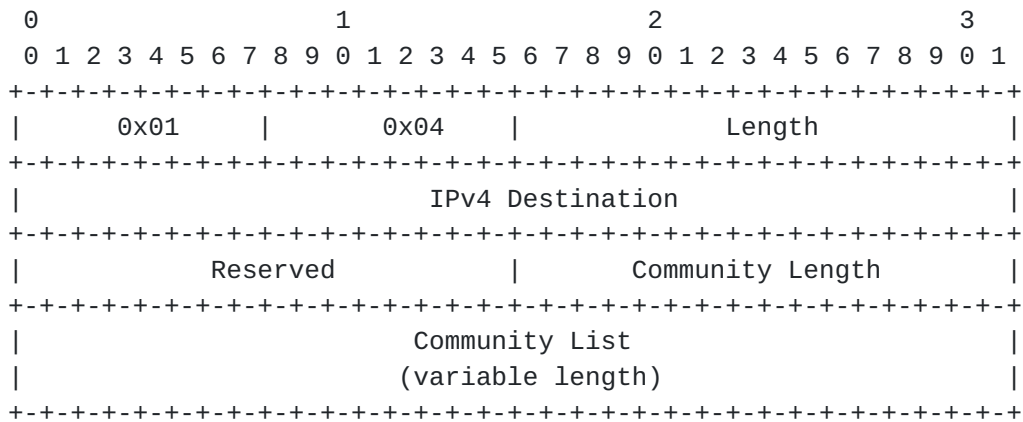 0                   1                   2                   3
 0 1 2 3 4 5 6 7 8 9 0 1 2 3 4 5 6 7 8 9 0 1 2 3 4 5 6 7 8 9 0 1
+-+-+-+-+-+-+-+-+-+-+-+-+-+-+-+-+-+-+-+-+-+-+-+-+-+-+-+-+-+-+-+-+
|      0x01     |       0x04    |             Length            |
+-+-+-+-+-+-+-+-+-+-+-+-+-+-+-+-+-+-+-+-+-+-+-+-+-+-+-+-+-+-+-+-+
|                          IPv4 Destination                     |
+-+-+-+-+-+-+-+-+-+-+-+-+-+-+-+-+-+-+-+-+-+-+-+-+-+-+-+-+-+-+-+-+
|            Reserved           |       Community Length        |
+-+-+-+-+-+-+-+-+-+-+-+-+-+-+-+-+-+-+-+-+-+-+-+-+-+-+-+-+-+-+-+-+
|                         Community List                        |
|                        (variable length)                      |
+-+-+-+-+-+-+-+-+-+-+-+-+-+-+-+-+-+-+-+-+-+-+-+-+-+-+-+-+-+-+-+-+